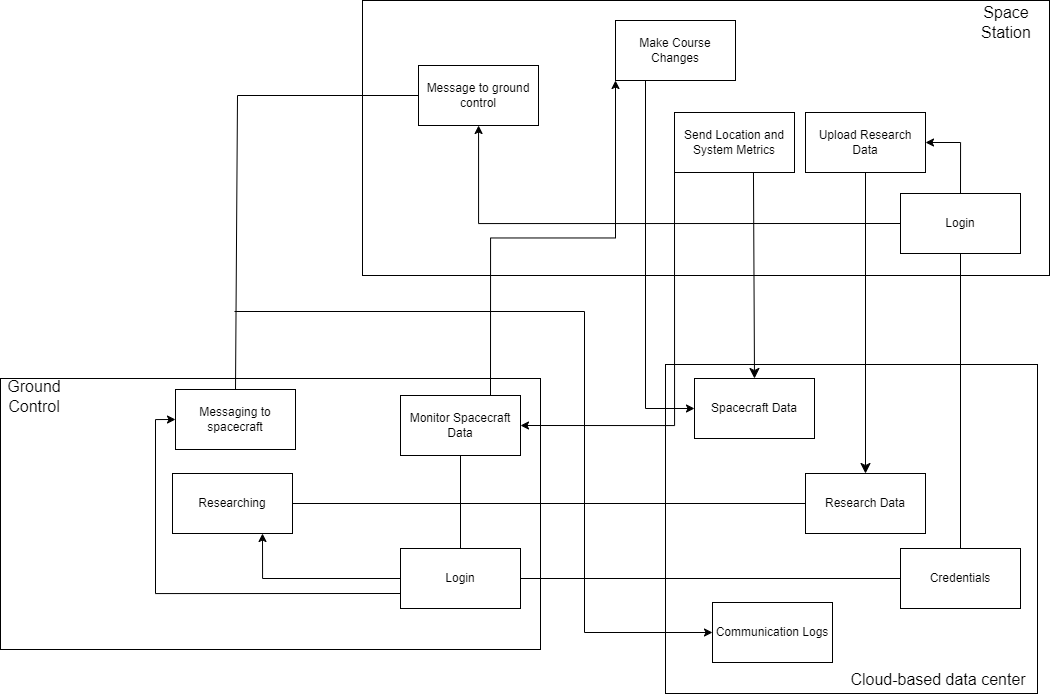 Space
Station
Make Course
Changes
Message to ground
control
Send Location and
System Metrics
Upload Research
Data
Login
Ground
Control
Messaging to
spacecraft
Monitor Spacecraft
Data
Spacecraft Data
Researching
Research Data
Login
Credentials
Communication Logs
Cloud-based data center